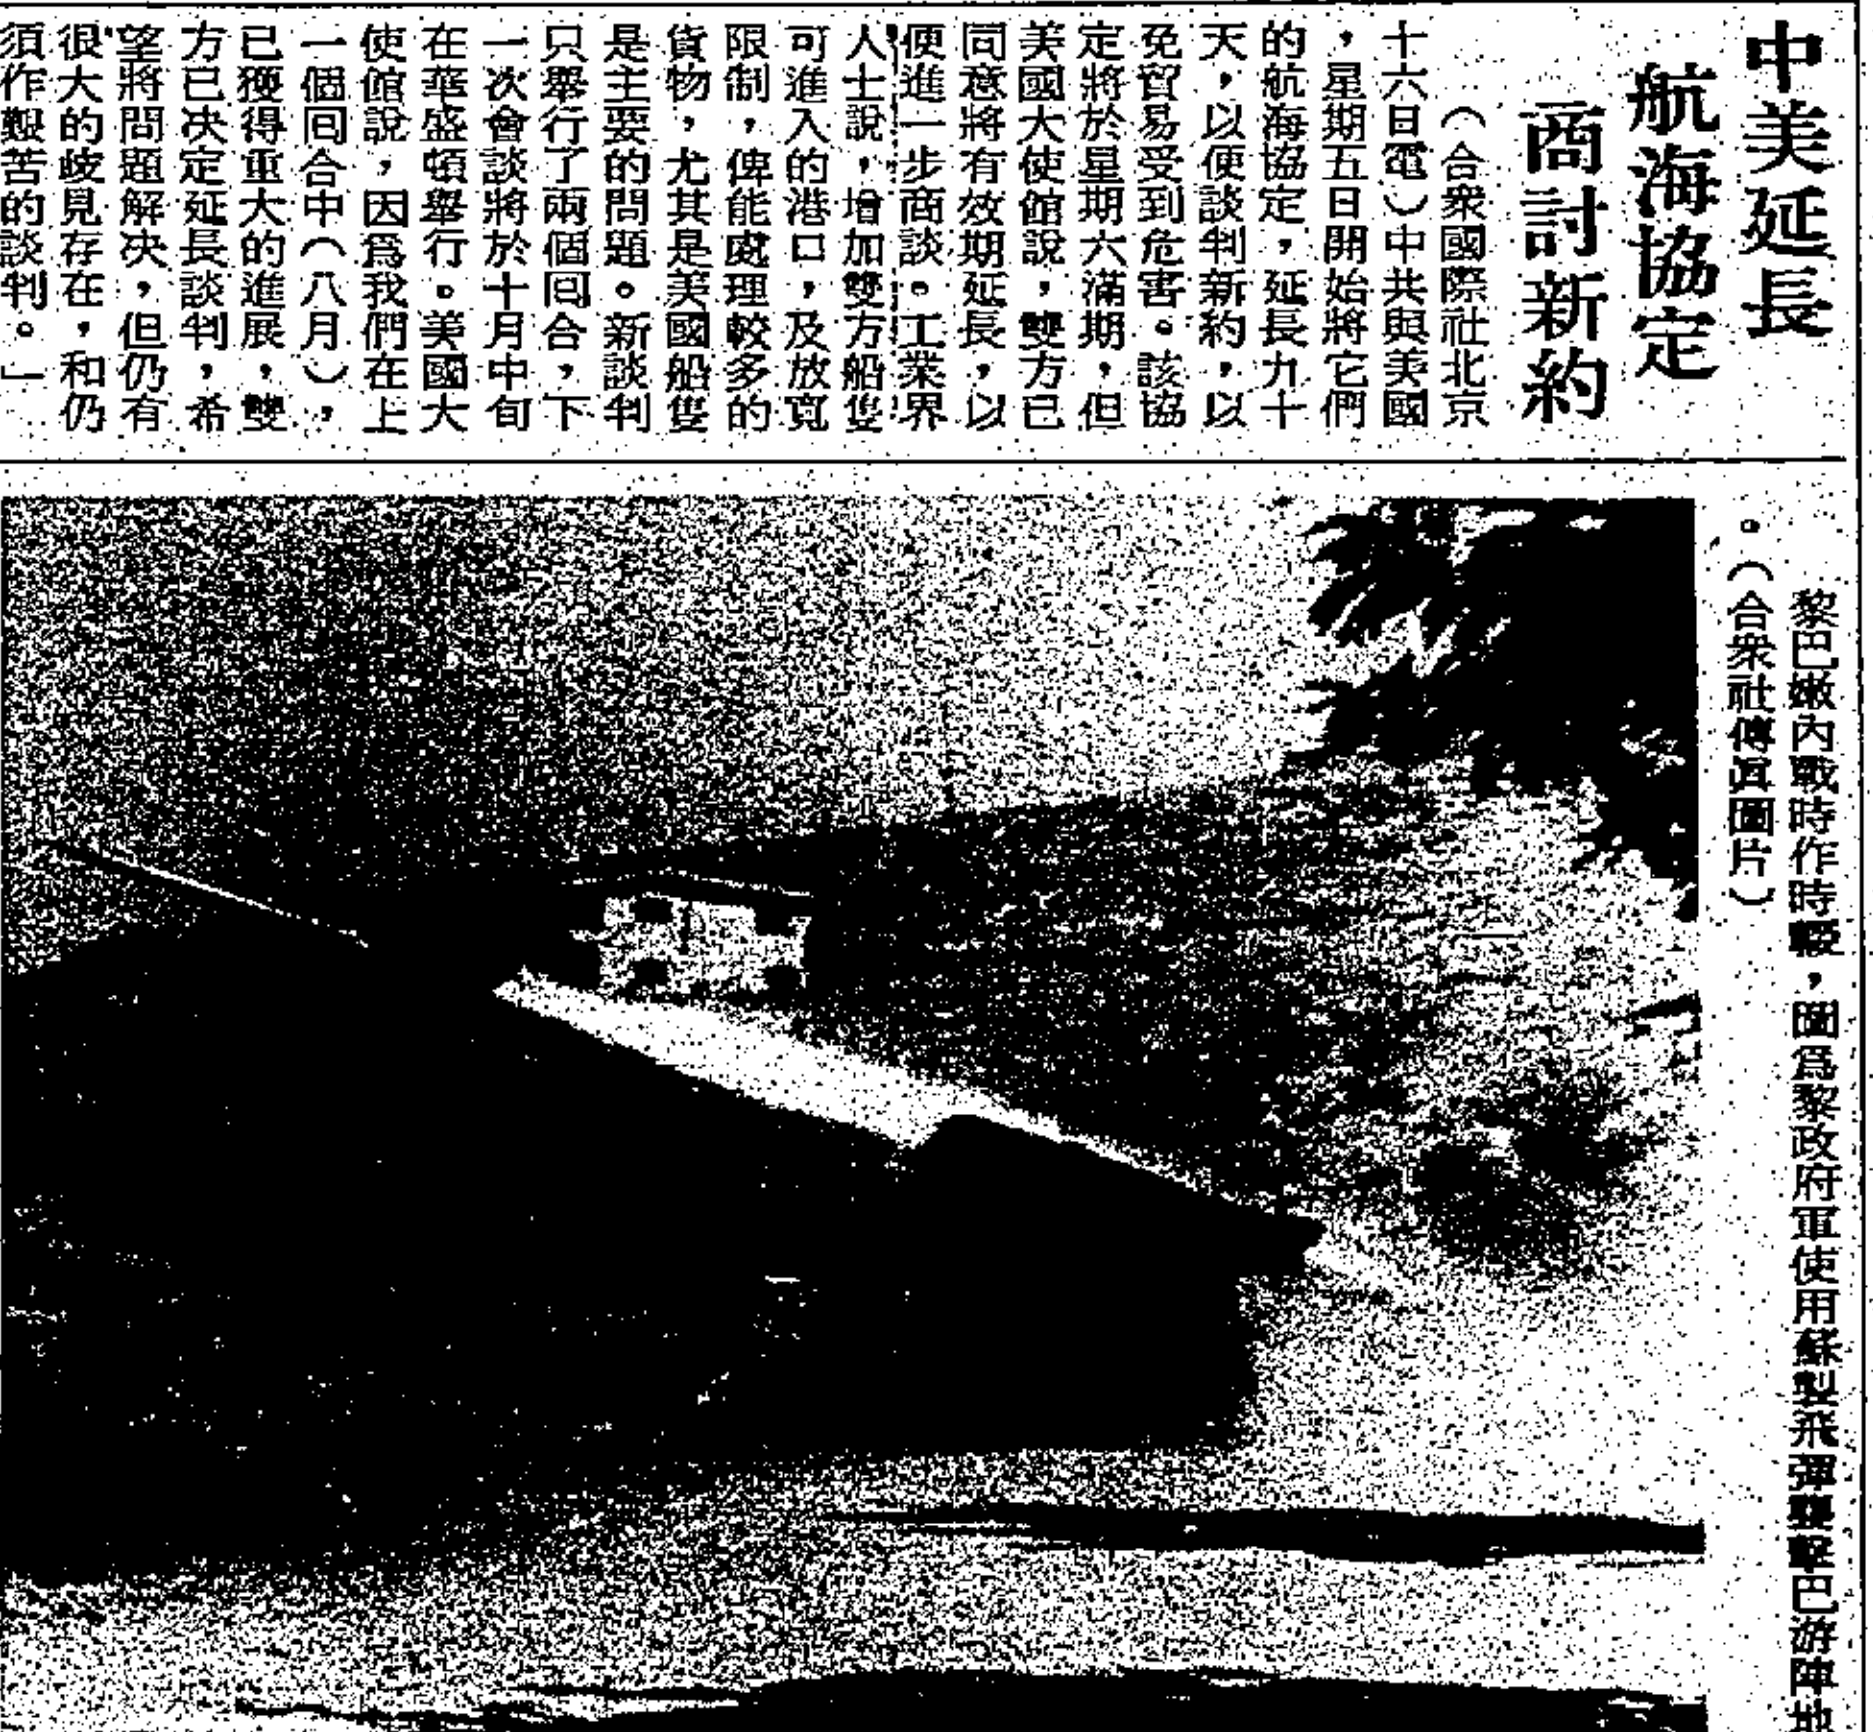 中美延長
航海協定
商討新約
（合衆國際社北京
十六日電）中共與美國
，星期五日開始將它們
的航海協定，延長九十
天，以便談判新約，以
免貿易受到危害。該協
定將於星期六滿期，但
美國大使館說，雙方已
同意將有效期延長，以
便進一步商談。工業界
人士說，增加雙方船隻
可進入的港口，及放寬
限制，俾能處理較多的
貨物，尤其是美國船隻
是主要的問題。新談判
只舉行了兩個囘合，下
一次會談將於十月中旬
在華盛頓舉行。美國大
使館說，因爲我們在上
一個囘合中（八月），
已獲得重大的進展，雙
方已决定延長談判，希
望將問題解决，但仍有
很大的歧見存在，和仍
須作艱苦的談判。」
黎巴嫩內戰時作時輟，圖爲黎政府軍使用蘇製飛彈轟擊巴游陣地
。（合衆社傳眞圖片）